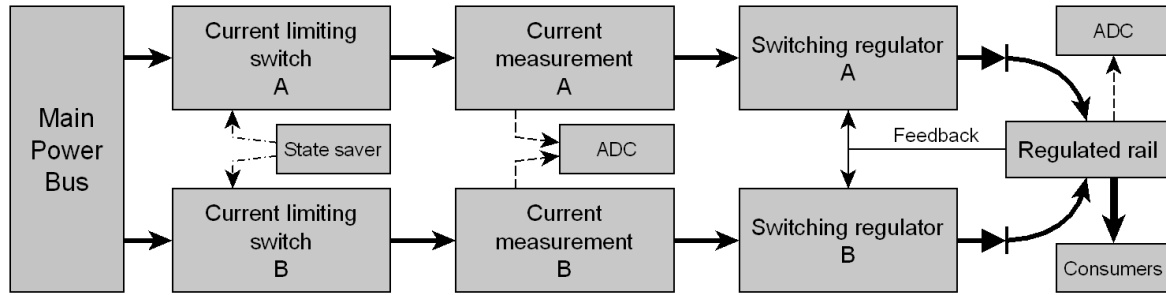 Main
Power
Bus
Current limiting
switch
A
Current
measurement
A
Switching regulator
A
ADC
State saver
ADC
Feedback
Regulated rail
Current limiting
switch
B
Current
measurement
B
Switching regulator
B
Consumers